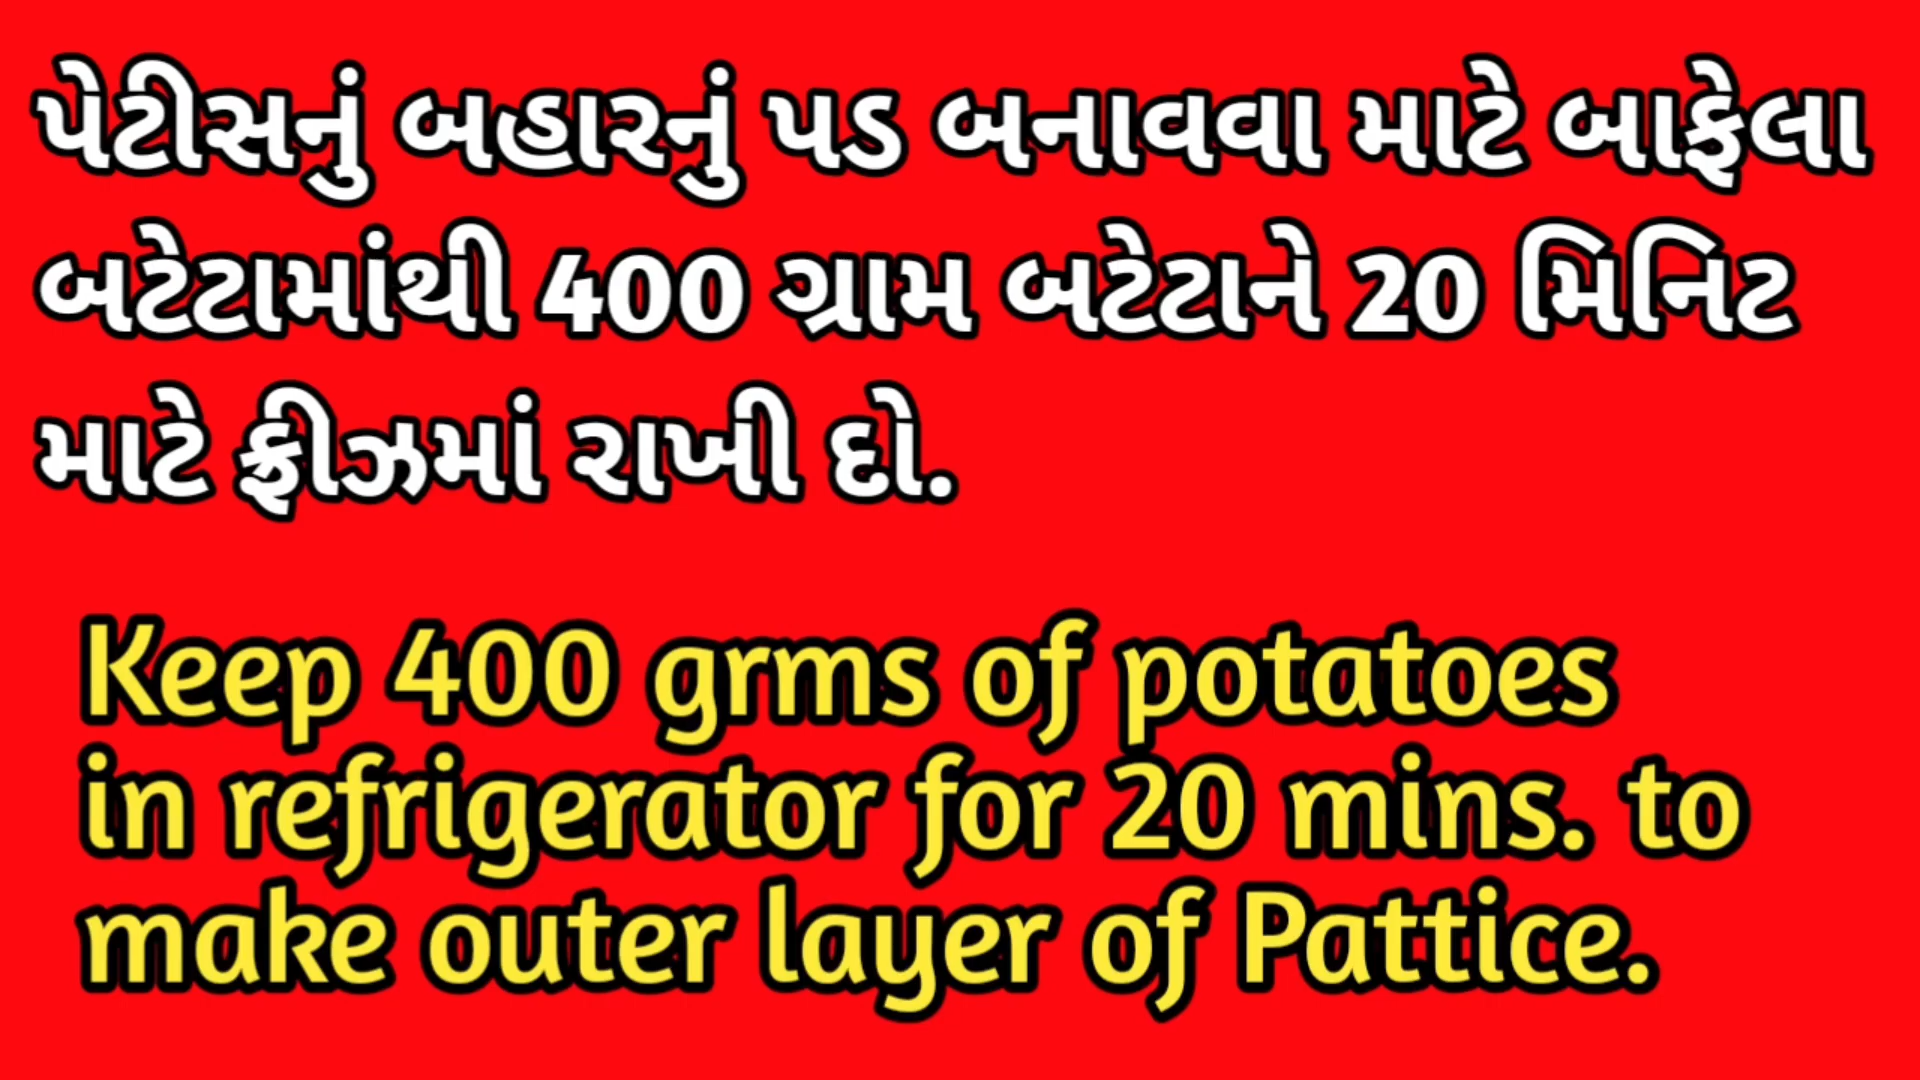 પેટીસનું બહારનું પડ બનાવવા માટે બાફેલા
બટેટામાંથી 400 ગ્રામ બટેટાને 20 મિનિટ
માટે ફ્રીઝમાં રાખી દો.
Keep 400 grms of potatoes
in refrigerator for 20 mins. to
make outer layer of Pattice.